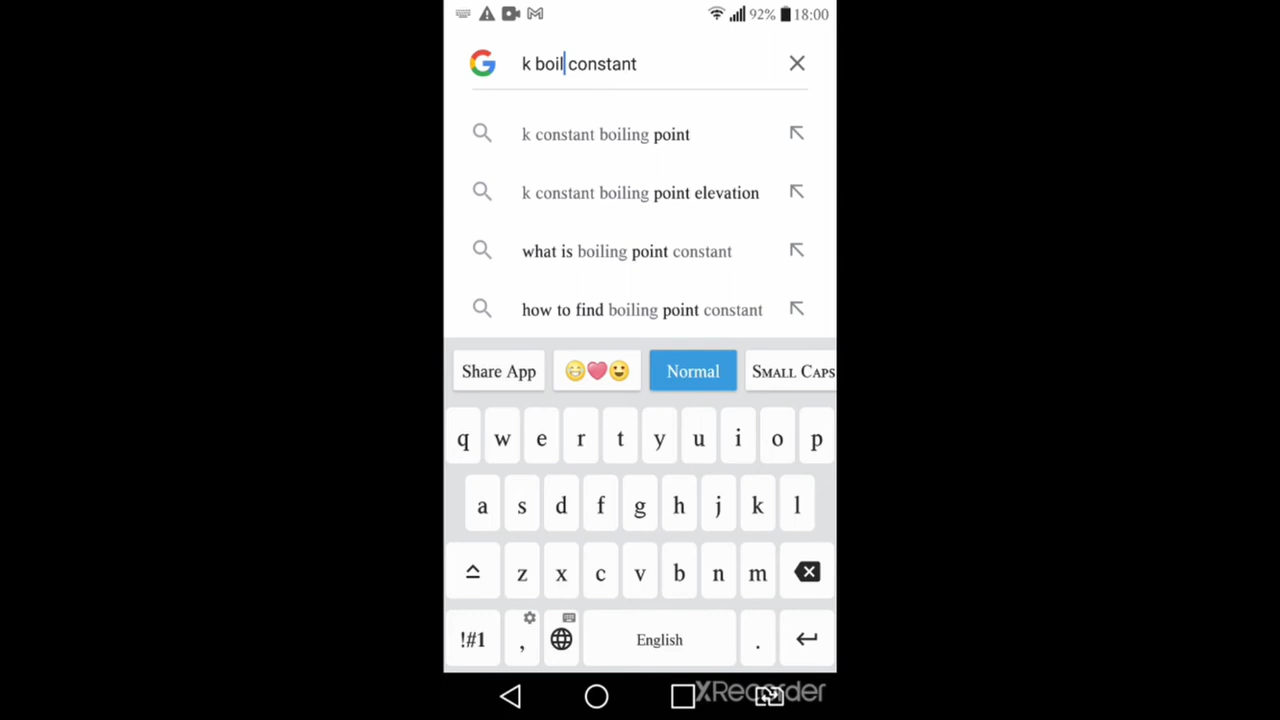 92% 18:00
k boil constant
k constant boiling point
k constant boiling point elevation
what is boiling point constant
how to find boiling point constant
Share App Normal SMALL CAPS
q w e r t y u i o p
a s d f g h j k l
z x c v b n m
!#1 , English .
XRecorder